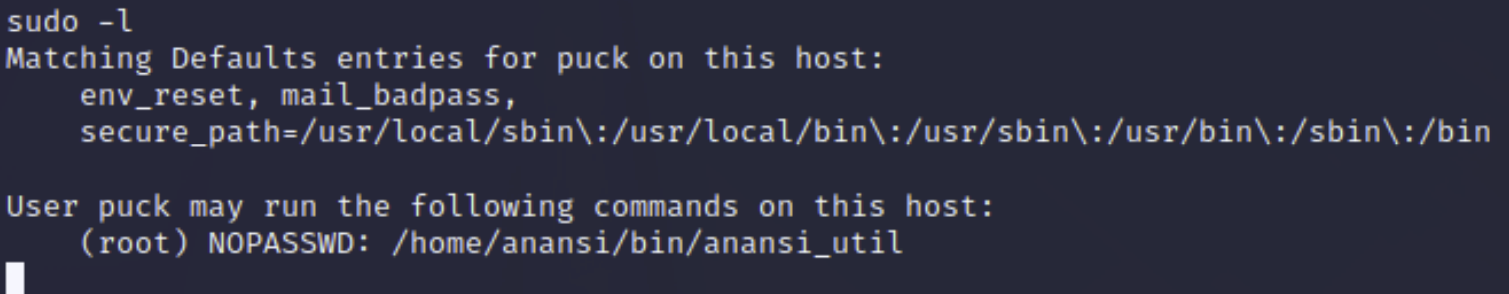 sudo -l
Matching Defaults entries for puck on this host:
    env_reset, mail_badpass,
    secure_path=/usr/local/sbin\:/usr/local/bin\:/usr/sbin\:/usr/bin\:/sbin\:/bin

User puck may run the following commands on this host:
    (root) NOPASSWD: /home/anansi/bin/anansi_util